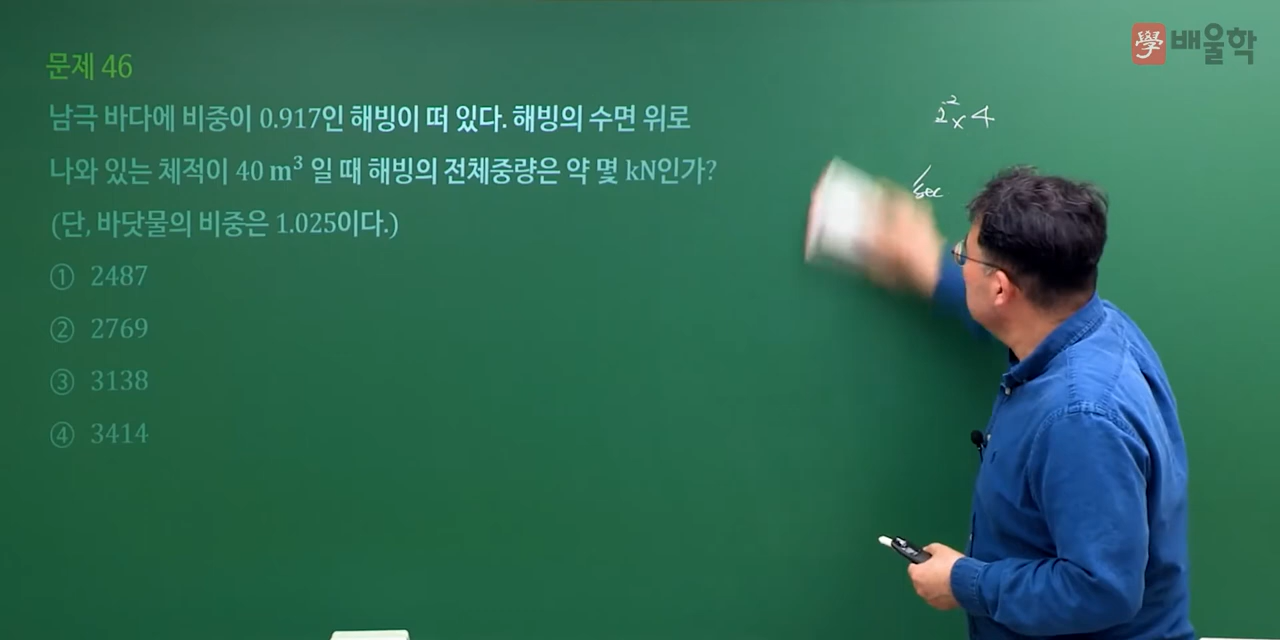 學 배울학
문제 46
남극 바다에 비중이 0.917인 해빙이 떠 있다. 해빙의 수면 위로
나와 있는 체적이 40 m³ 일 때 해빙의 전체중량은 약 몇 kN인가?
(단, 바닷물의 비중은 1.025이다.)
① 2487
② 2769
③ 3138
④ 3414
/sec